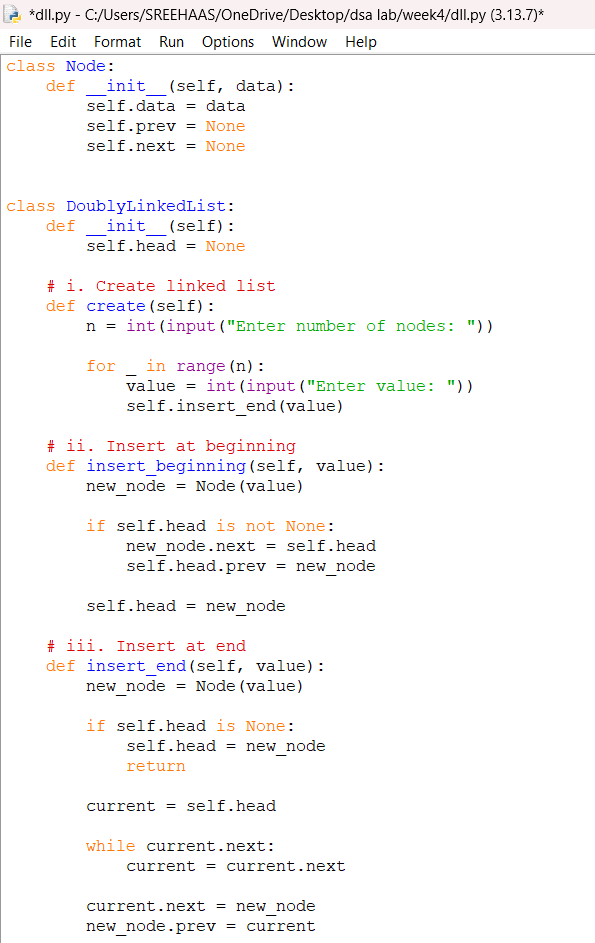 *dll.py - C:/Users/SREEHAAS/OneDrive/Desktop/dsa lab/week4/dll.py (3.13.7)*
File Edit Format Run Options Window Help
class Node:
    def __init__(self, data):
        self.data = data
        self.prev = None
        self.next = None


class DoublyLinkedList:
    def __init__(self):
        self.head = None

    # i. Create linked list
    def create(self):
        n = int(input("Enter number of nodes: "))

        for _ in range(n):
            value = int(input("Enter value: "))
            self.insert_end(value)

    # ii. Insert at beginning
    def insert_beginning(self, value):
        new_node = Node(value)

        if self.head is not None:
            new_node.next = self.head
            self.head.prev = new_node

        self.head = new_node

    # iii. Insert at end
    def insert_end(self, value):
        new_node = Node(value)

        if self.head is None:
            self.head = new_node
            return

        current = self.head

        while current.next:
            current = current.next

        current.next = new_node
        new_node.prev = current